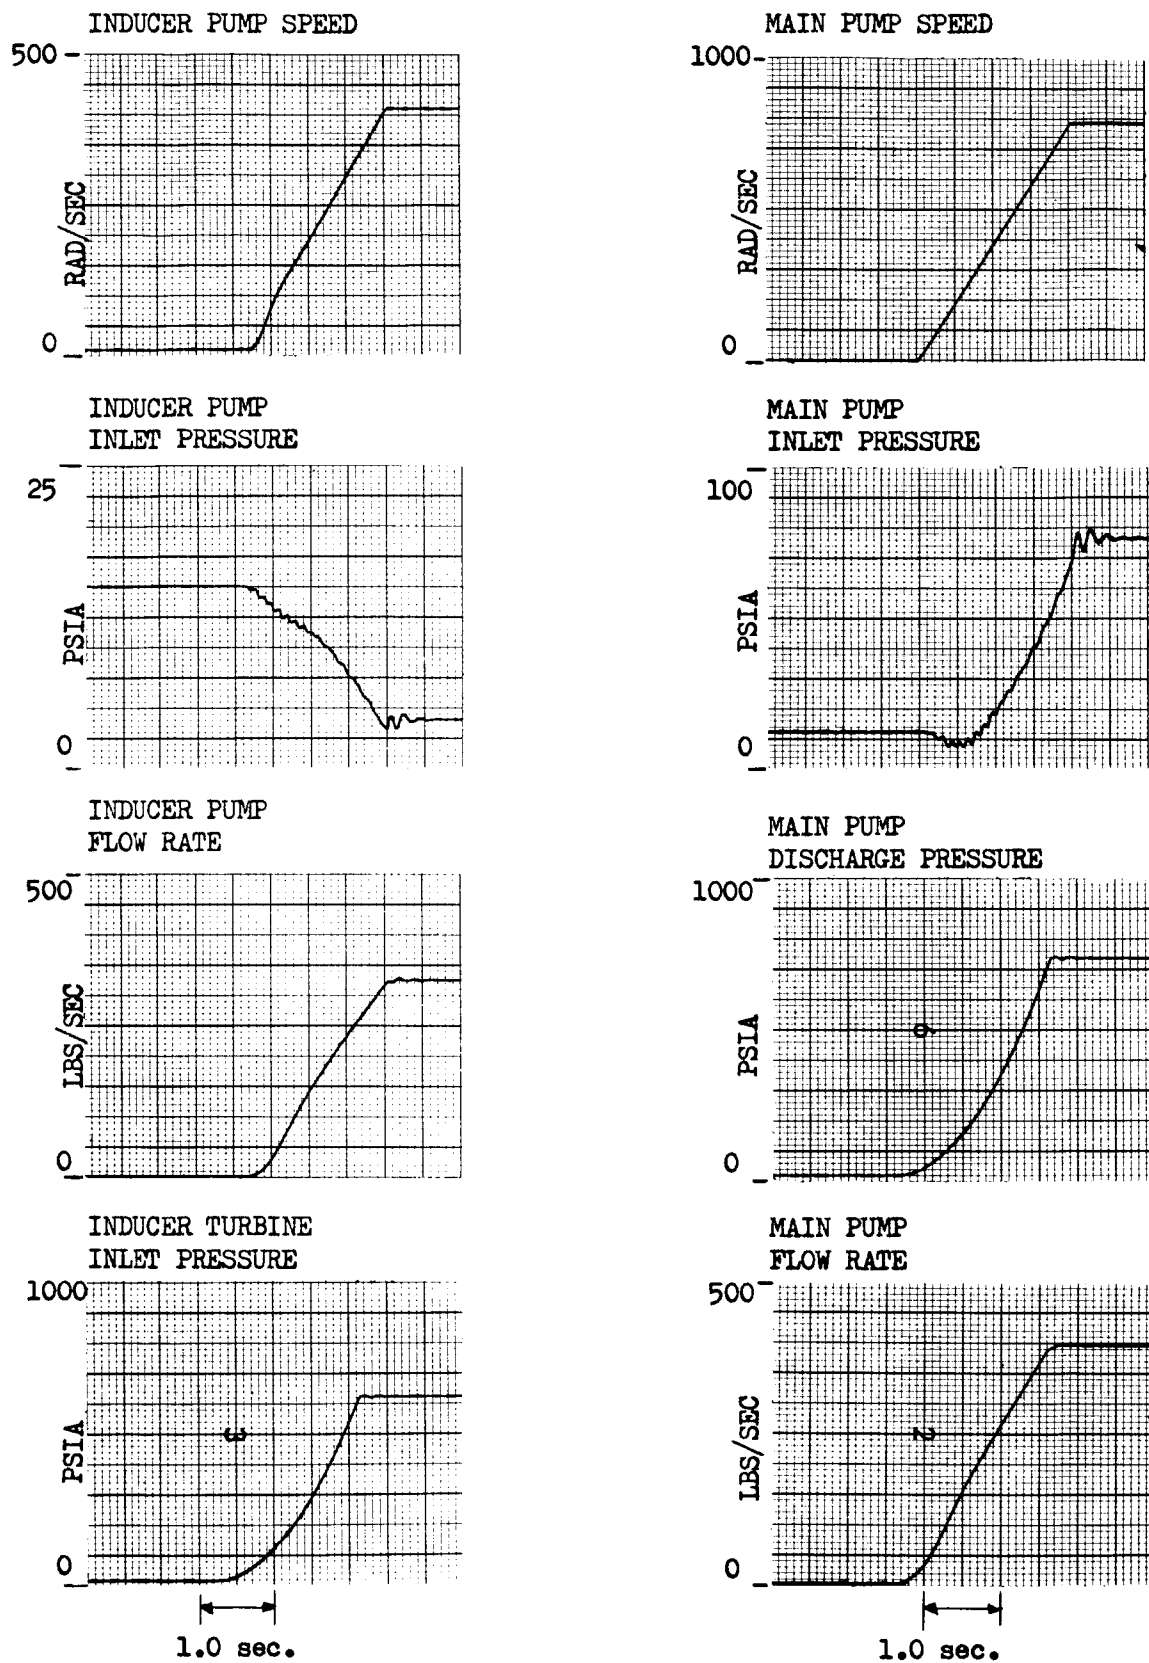 INDUCER PUMP SPEED
500
RAD/SEC
0
INDUCER PUMP
INLET PRESSURE
25
PSIA
0
INDUCER PUMP
FLOW RATE
500
LBS/SEC
0
INDUCER TURBINE
INLET PRESSURE
1000
PSIA
3
0
1.0 sec.
MAIN PUMP SPEED
1000
RAD/SEC
0
MAIN PUMP
INLET PRESSURE
100
PSIA
0
MAIN PUMP
DISCHARGE PRESSURE
1000
PSIA
0
MAIN PUMP
FLOW RATE
500
LBS/SEC
2
0
1.0 sec.